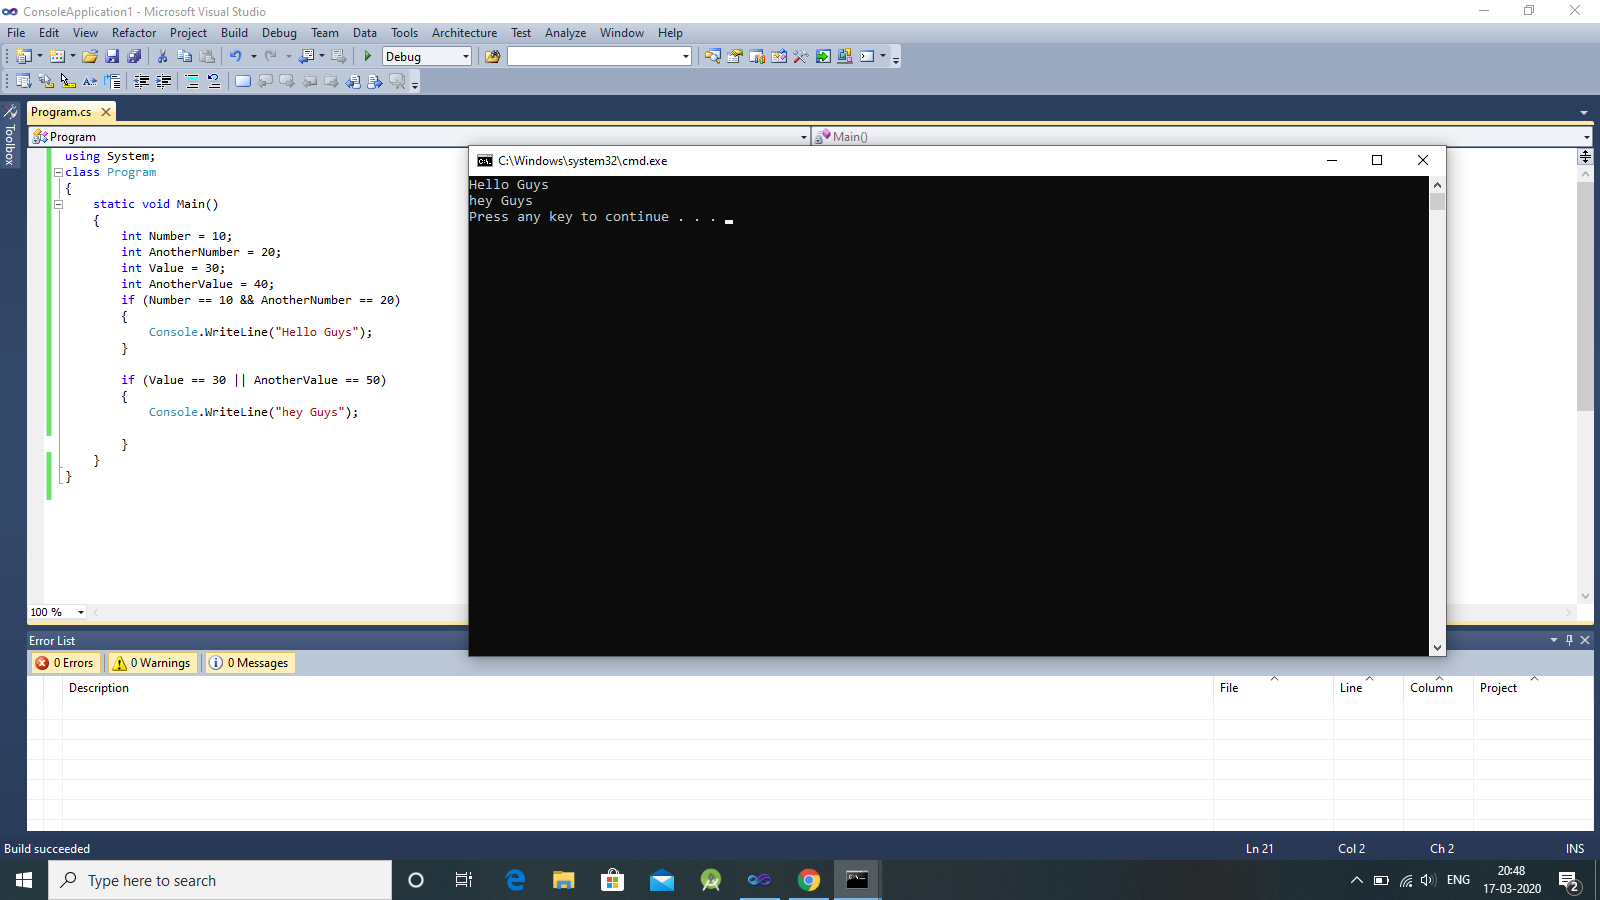 ConsoleApplication1 - Microsoft Visual Studio
File Edit View Refactor Project Build Debug Team Data Tools Architecture Test Analyze Window Help
Debug
Toolbox
Program.cs
Program
Main()
using System;
class Program
{
static void Main()
{
int Number = 10;
int AnotherNumber = 20;
int Value = 30;
int AnotherValue = 40;
if (Number == 10 && AnotherNumber == 20)
{
Console.WriteLine("Hello Guys");
}
if (Value == 30 || AnotherValue == 50)
{
Console.WriteLine("hey Guys");
}
}
}
C:\Windows\system32\cmd.exe
Hello Guys
hey Guys
Press any key to continue . . .
100 %
Error List
0 Errors 0 Warnings 0 Messages
Description File Line Column Project
Build succeeded Ln 21 Col 2 Ch 2 INS
Type here to search
ENG
20:48
17-03-2020
2